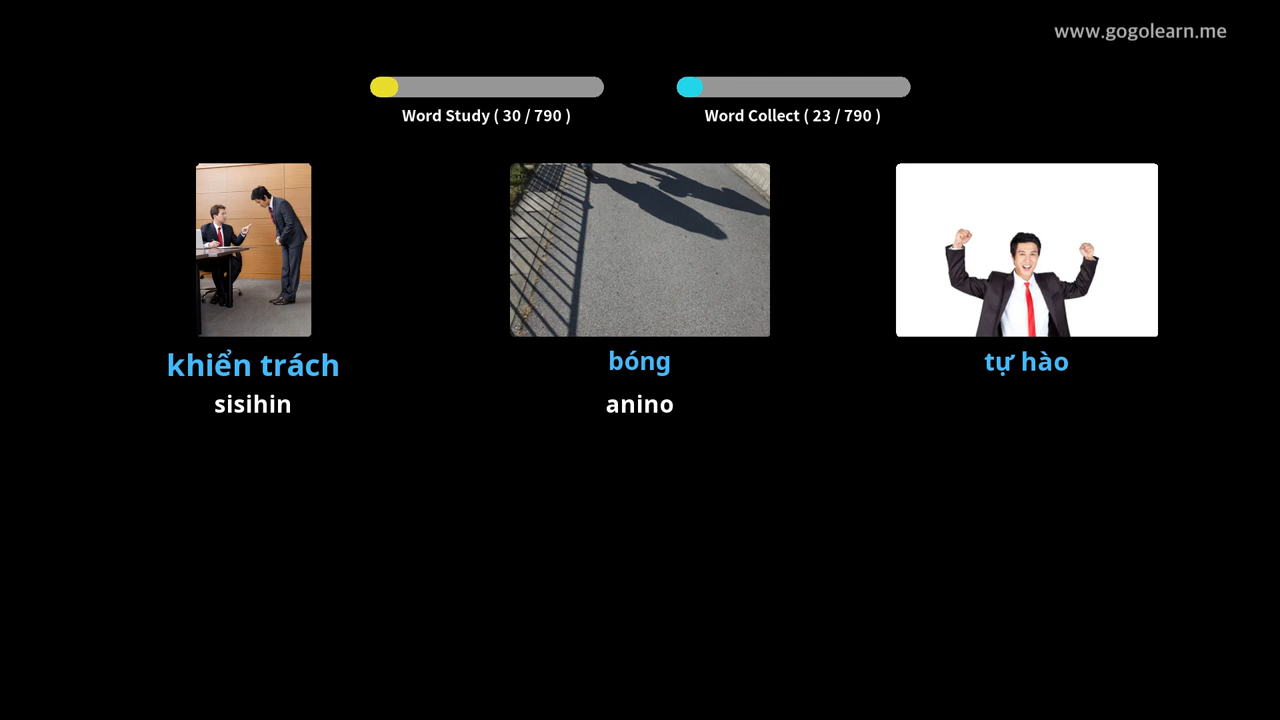 www.gogolearn.me
Word Study ( 30 / 790 )
Word Collect ( 23 / 790 )
khiển trách
sisihin
bóng
anino
tự hào